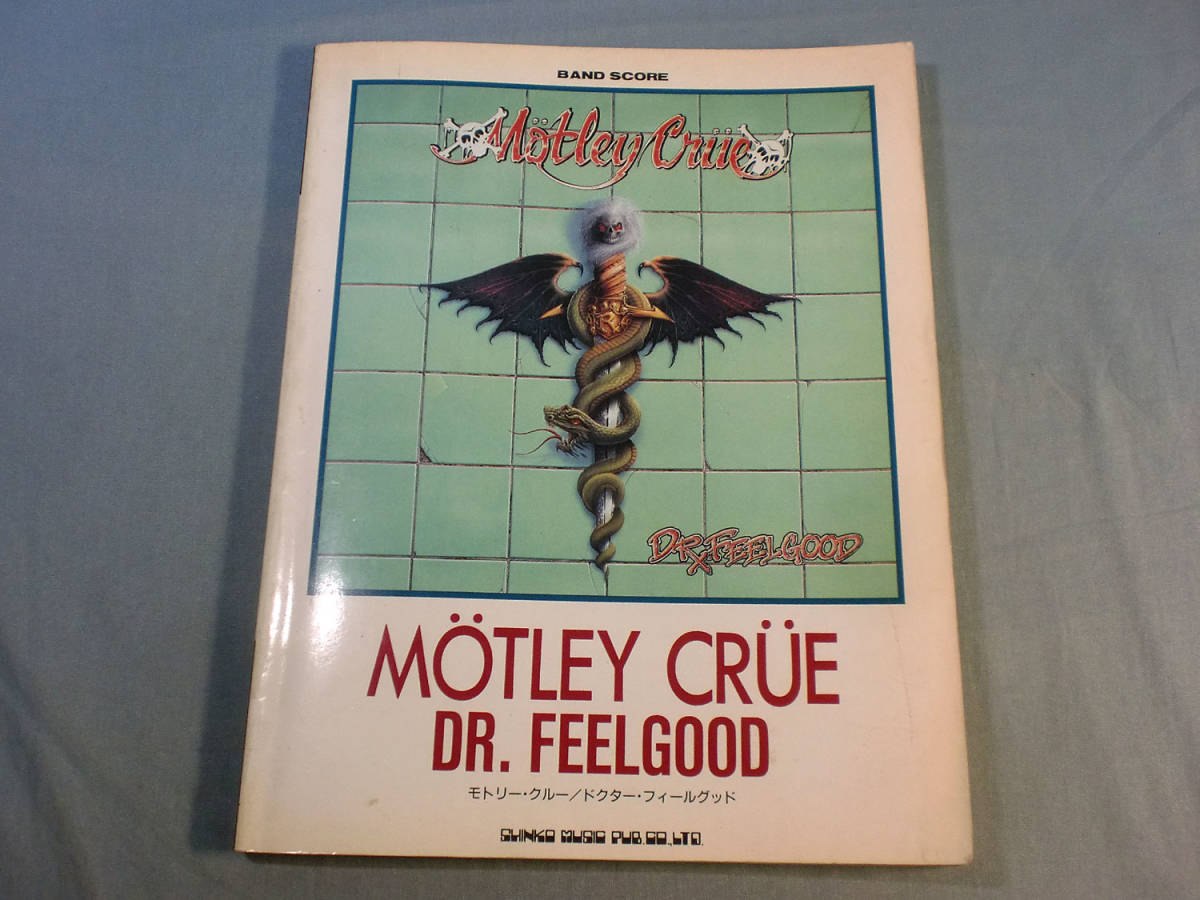 BAND SCORE
Mötley Crüe
DR. FEELGOOD
MÖTLEY CRÜE
DR. FEELGOOD
モトリー・クルー/ドクター・フィールグッド
SHINKO MUSIC PUB. CO., LTD.